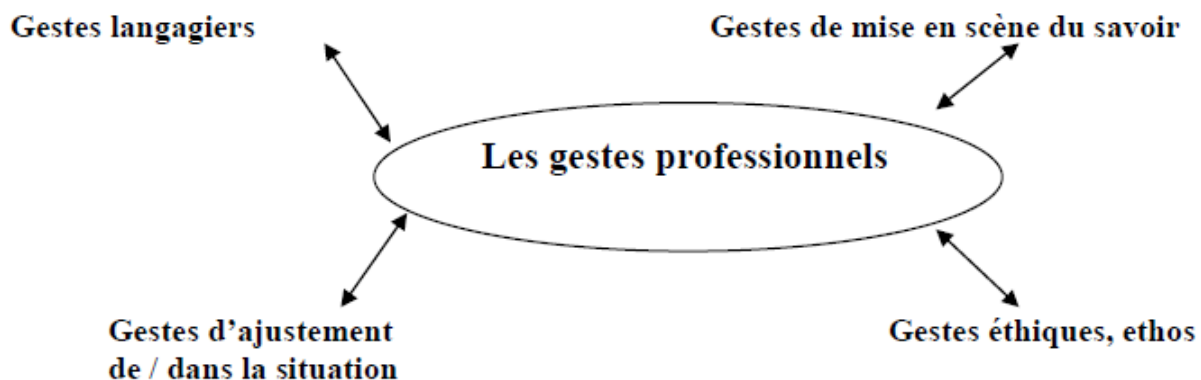 Gestes langagiers
Gestes de mise en scène du savoir
Les gestes professionnels
Gestes d’ajustement
de / dans la situation
Gestes éthiques, ethos